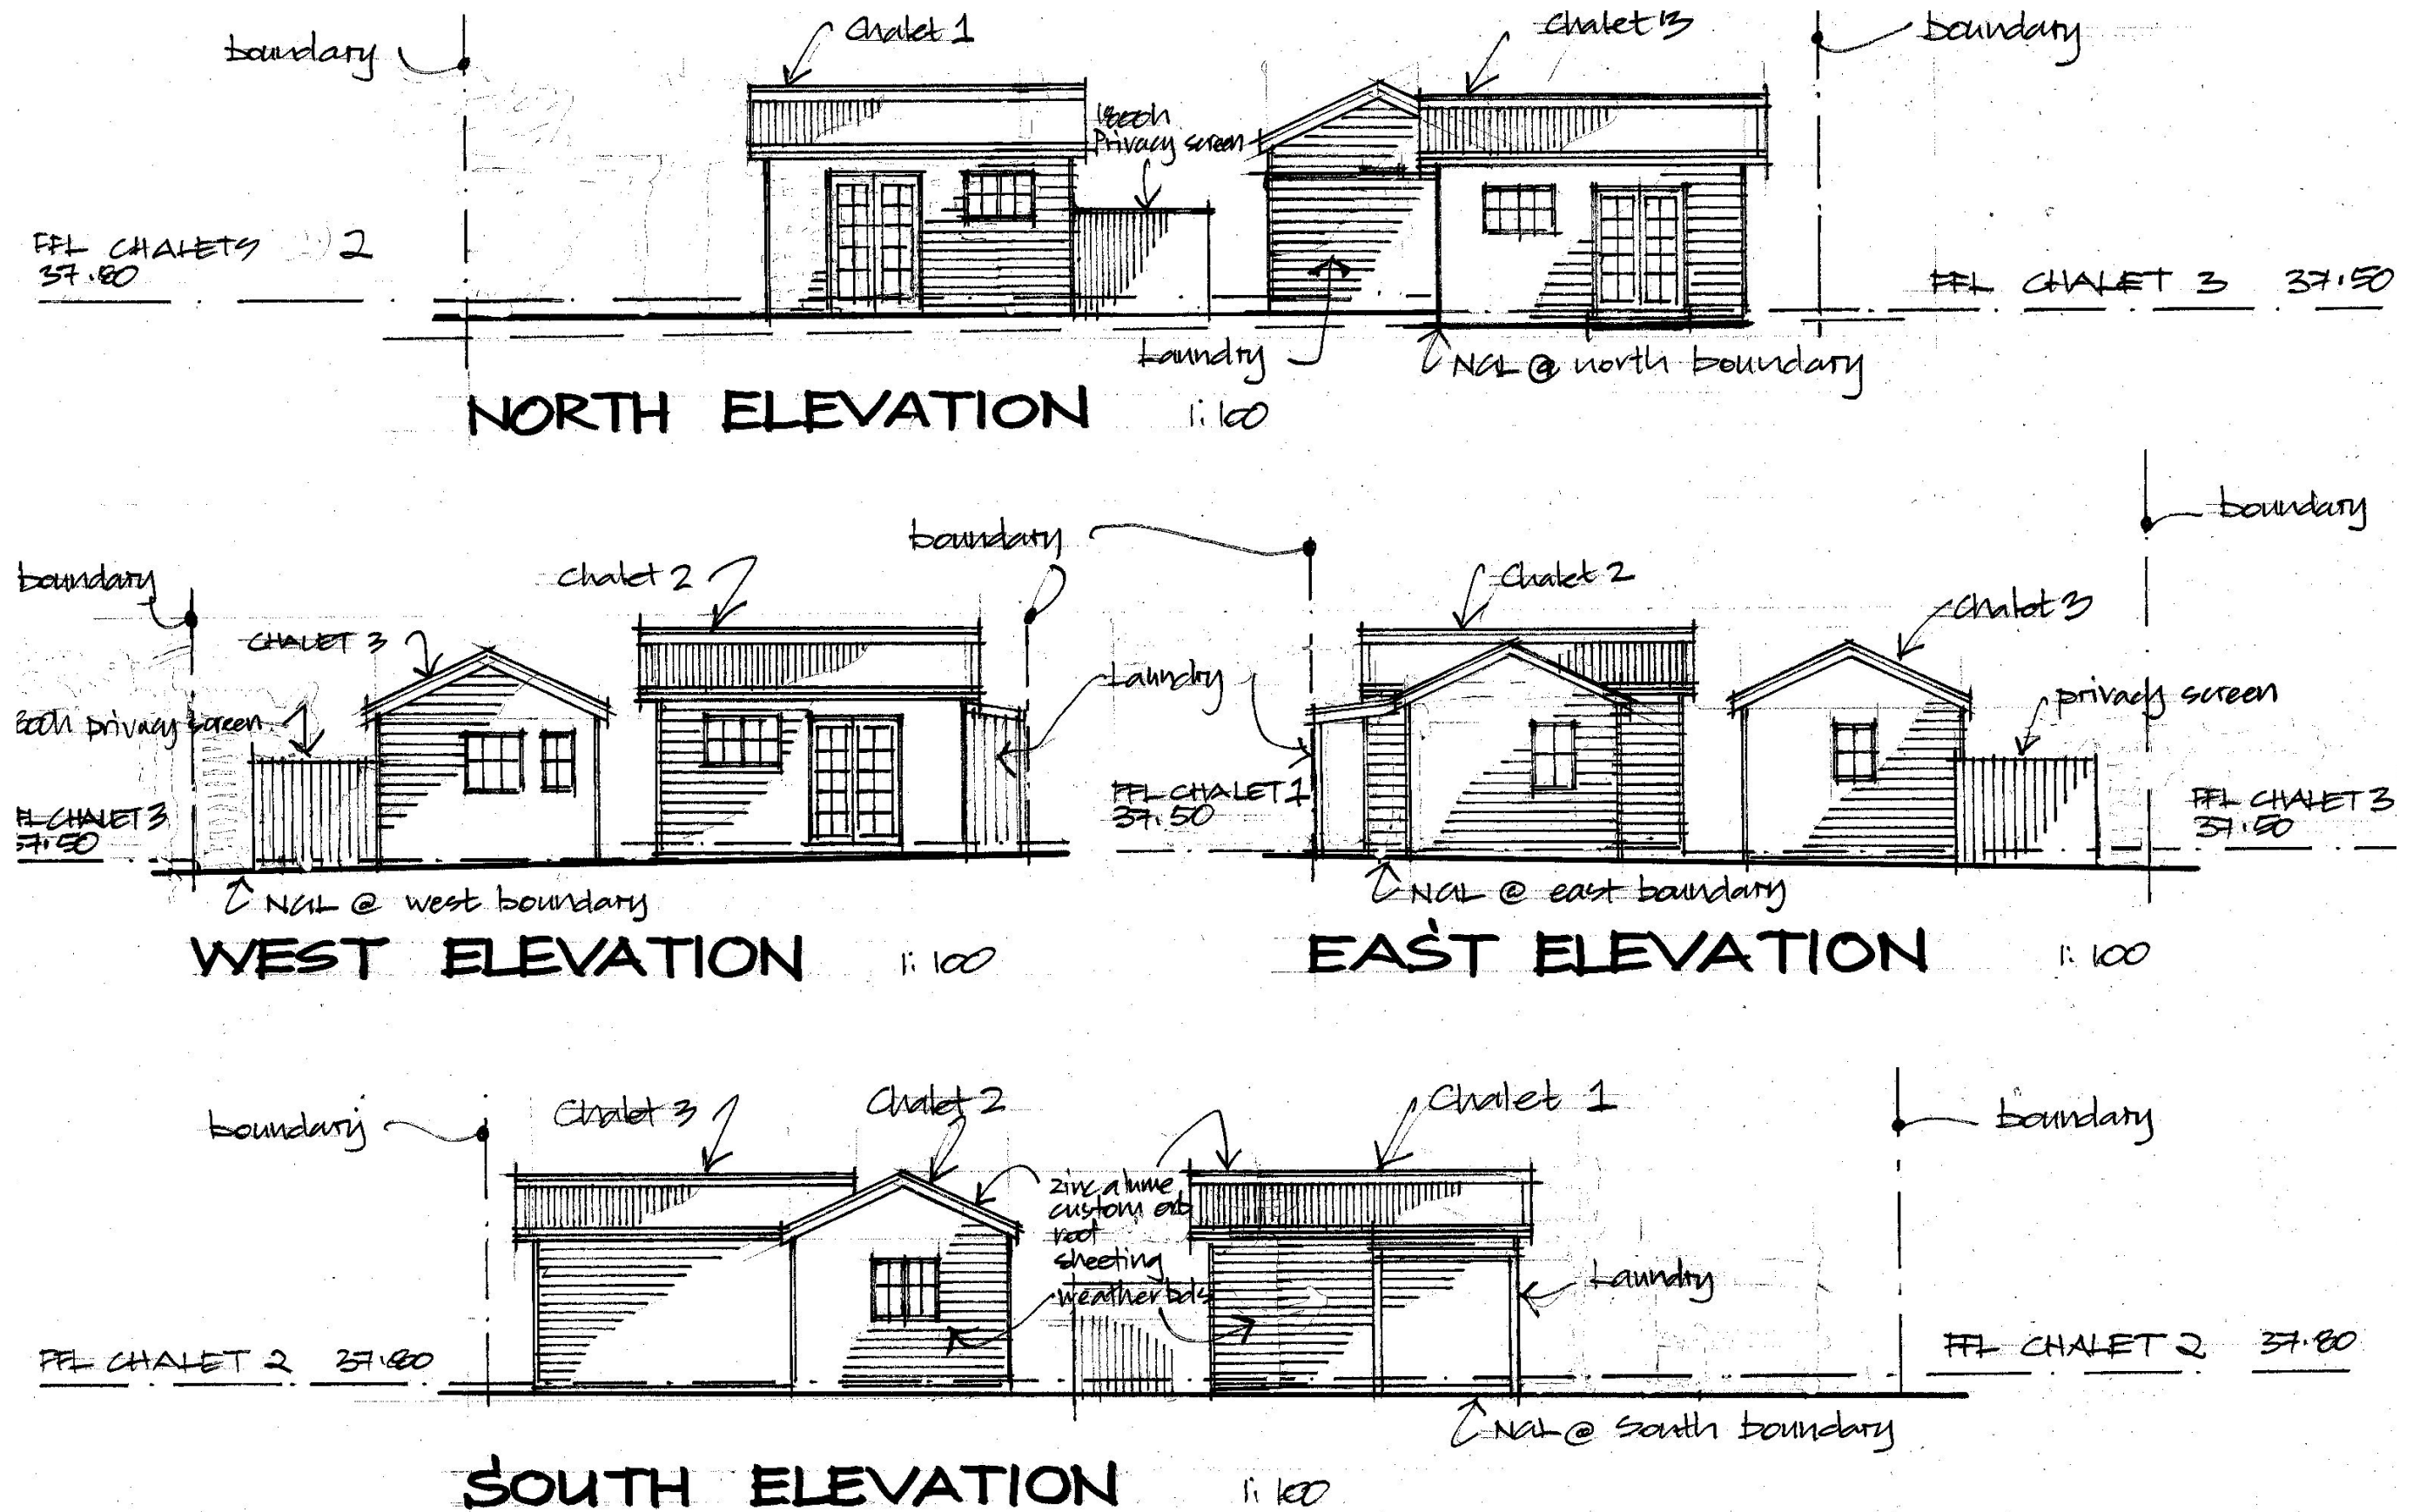 boundary
Chalet 1
Chalet 3
boundary
1800h
Privacy screen
FFL CHALETS 2
37.80
FFL CHALET 3 37.50
Laundry
NGL @ north boundary
NORTH ELEVATION 1:100
boundary
boundary
boundary
Chalet 2
Chalet 2
Chalet 3
CHALET 3
Laundry
privacy screen
800h privacy screen
FFL CHALET 1
37.50
FL CHALET 3
37.50
FFL CHALET 3
37.50
NGL @ west boundary
NGL @ east boundary
WEST ELEVATION 1:100
EAST ELEVATION 1:100
boundary
Chalet 3
Chalet 2
Chalet 1
boundary
zincalume
custom orb
roof
sheeting
weatherbds
Laundry
FFL CHALET 2 37.80
FFL CHALET 2 37.80
NGL @ South boundary
SOUTH ELEVATION 1:100